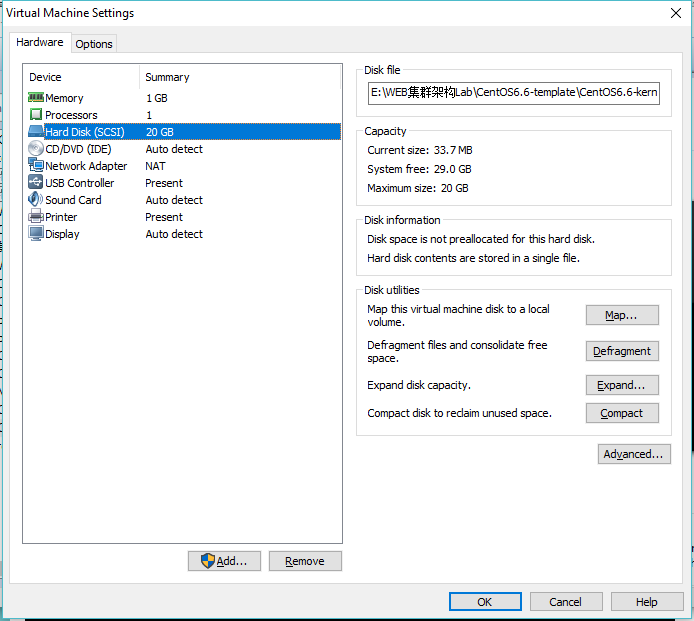 Virtual Machine Settings
Hardware
Options
Device Summary
Memory 1 GB
Processors 1
Hard Disk (SCSI) 20 GB
CD/DVD (IDE) Auto detect
Network Adapter NAT
USB Controller Present
Sound Card Auto detect
Printer Present
Display Auto detect
Add...
Remove
Disk file
E:\WEB集群架构Lab\CentOS6.6-template\CentOS6.6-kern
Capacity
Current size: 33.7 MB
System free: 29.0 GB
Maximum size: 20 GB
Disk information
Disk space is not preallocated for this hard disk.
Hard disk contents are stored in a single file.
Disk utilities
Map this virtual machine disk to a local
volume.
Map...
Defragment files and consolidate free
space.
Defragment
Expand disk capacity.
Expand...
Compact disk to reclaim unused space.
Compact
Advanced...
OK
Cancel
Help